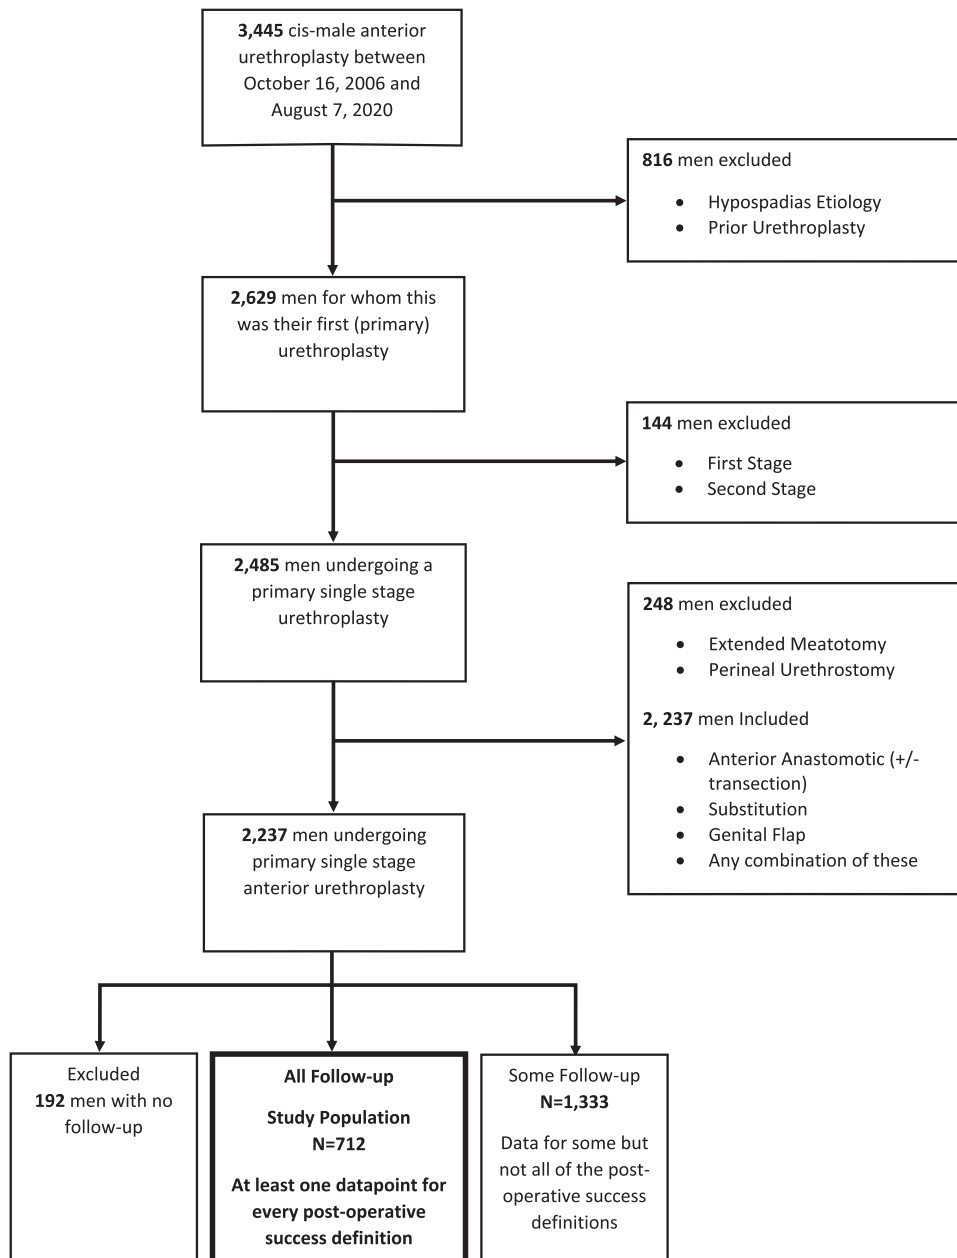 3,445 cis-male anterior
urethroplasty between
October 16, 2006 and
August 7, 2020
816 men excluded
• Hypospadias Etiology
• Prior Urethroplasty
2,629 men for whom this
was their first (primary)
urethroplasty
144 men excluded
• First Stage
• Second Stage
2,485 men undergoing a
primary single stage
urethroplasty
248 men excluded
• Extended Meatotomy
• Perineal Urethrostomy
2, 237 men Included
• Anterior Anastomotic (+/-
transection)
• Substitution
• Genital Flap
• Any combination of these
2,237 men undergoing
primary single stage
anterior urethroplasty
Excluded
192 men with no
follow-up
All Follow-up
Study Population
N=712
At least one datapoint for
every post-operative
success definition
Some Follow-up
N=1,333
Data for some but
not all of the post-
operative success
definitions